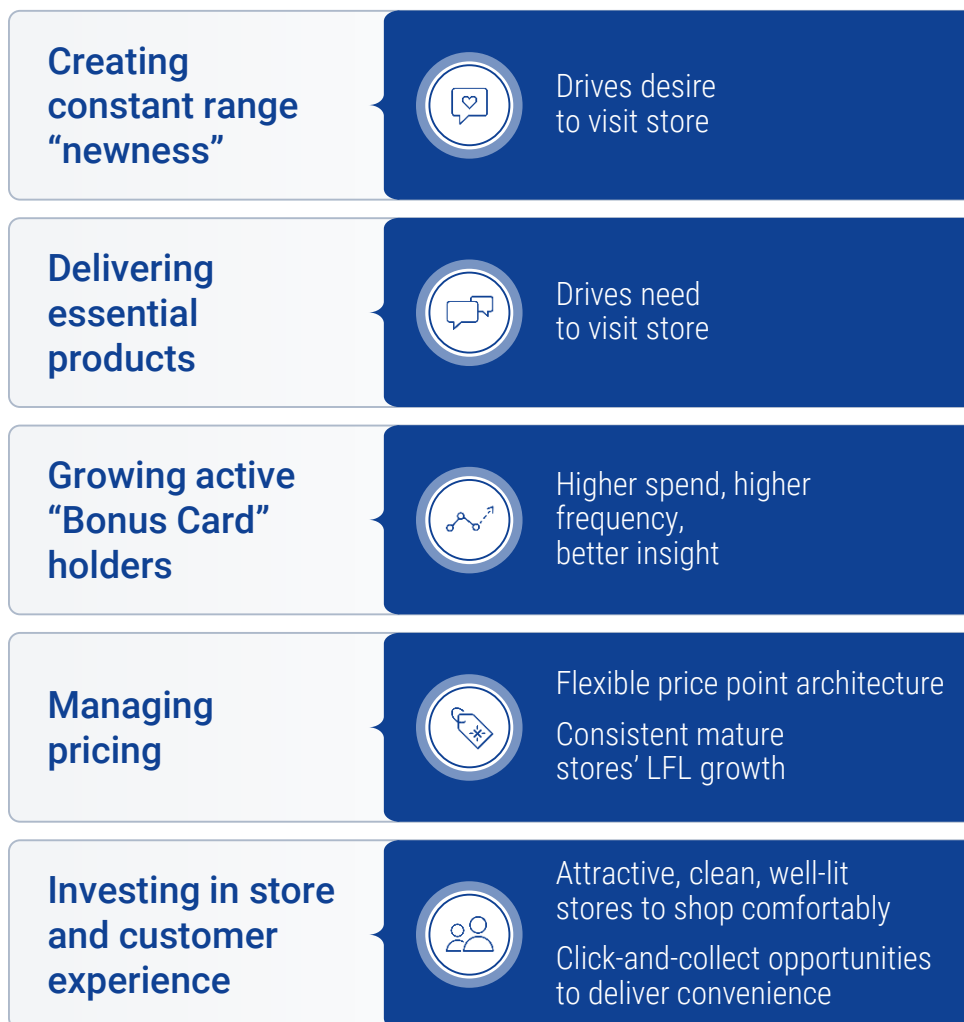 Creating
constant range
“newness”
Drives desire
to visit store
Delivering
essential
products
Drives need
to visit store
Growing active
“Bonus Card”
holders
Higher spend, higher
frequency,
better insight
Managing
pricing
Flexible price point architecture
Consistent mature
stores’ LFL growth
Investing in store
and customer
experience
Attractive, clean, well-lit
stores to shop comfortably
Click-and-collect opportunities
to deliver convenience